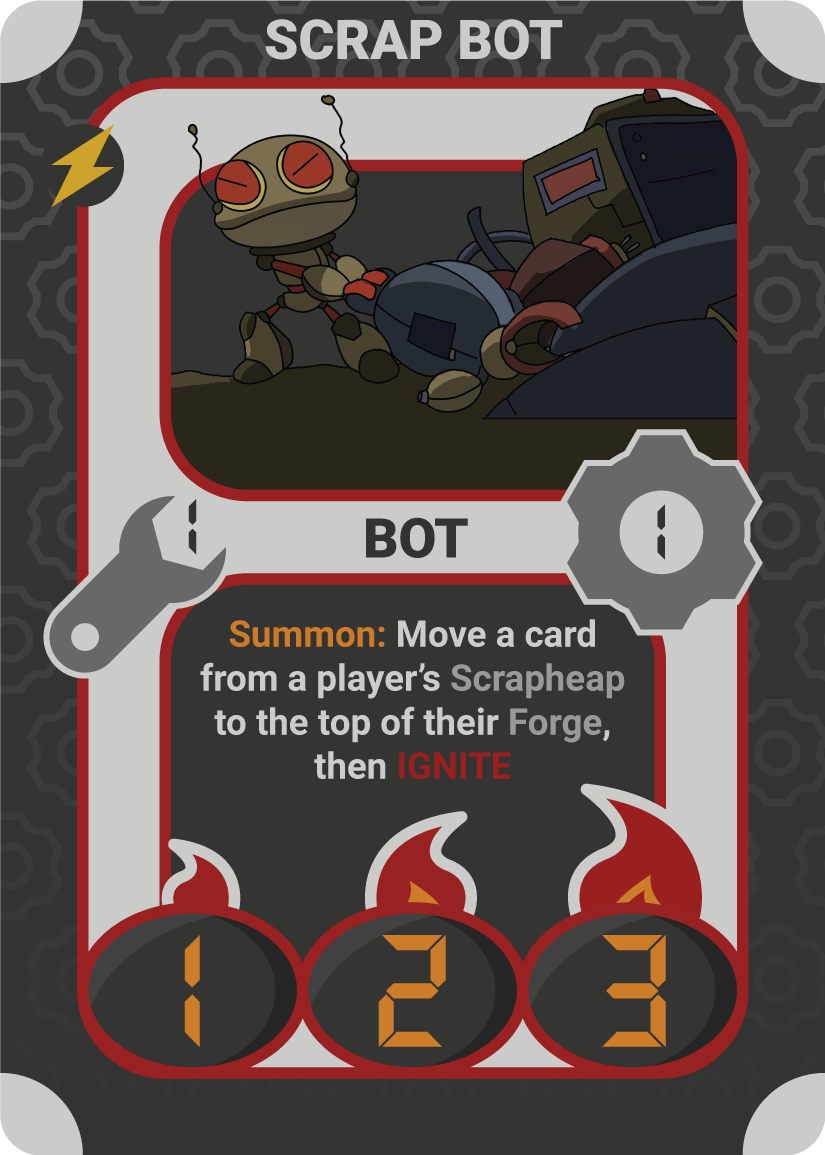 SCRAP BOT
1
BOT
1
Summon: Move a card
from a player’s Scrapheap
to the top of their Forge,
then IGNITE
1 2 3